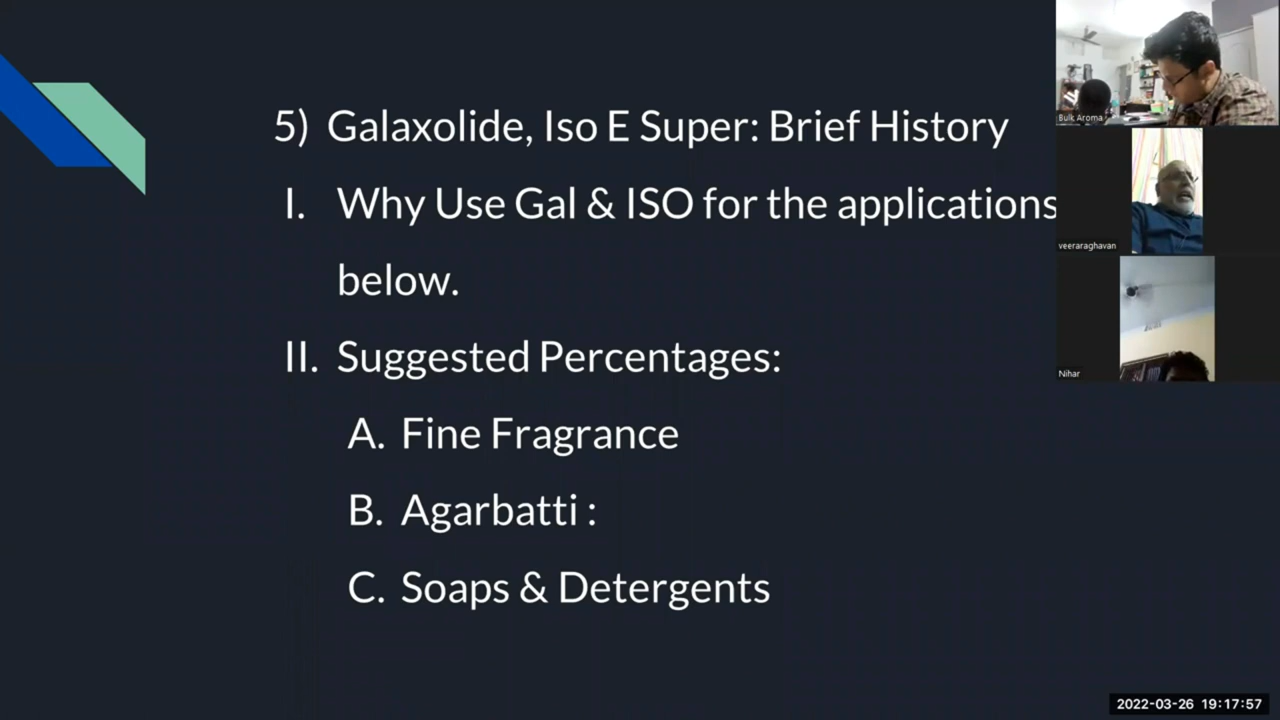 5) Galaxolide, Iso E Super: Brief History
I. Why Use Gal & ISO for the applications
below.
II. Suggested Percentages:
A. Fine Fragrance
B. Agarbatti :
C. Soaps & Detergents
Bulk Aroma
veeraraghavan
Nihar
2022-03-26 19:17:57